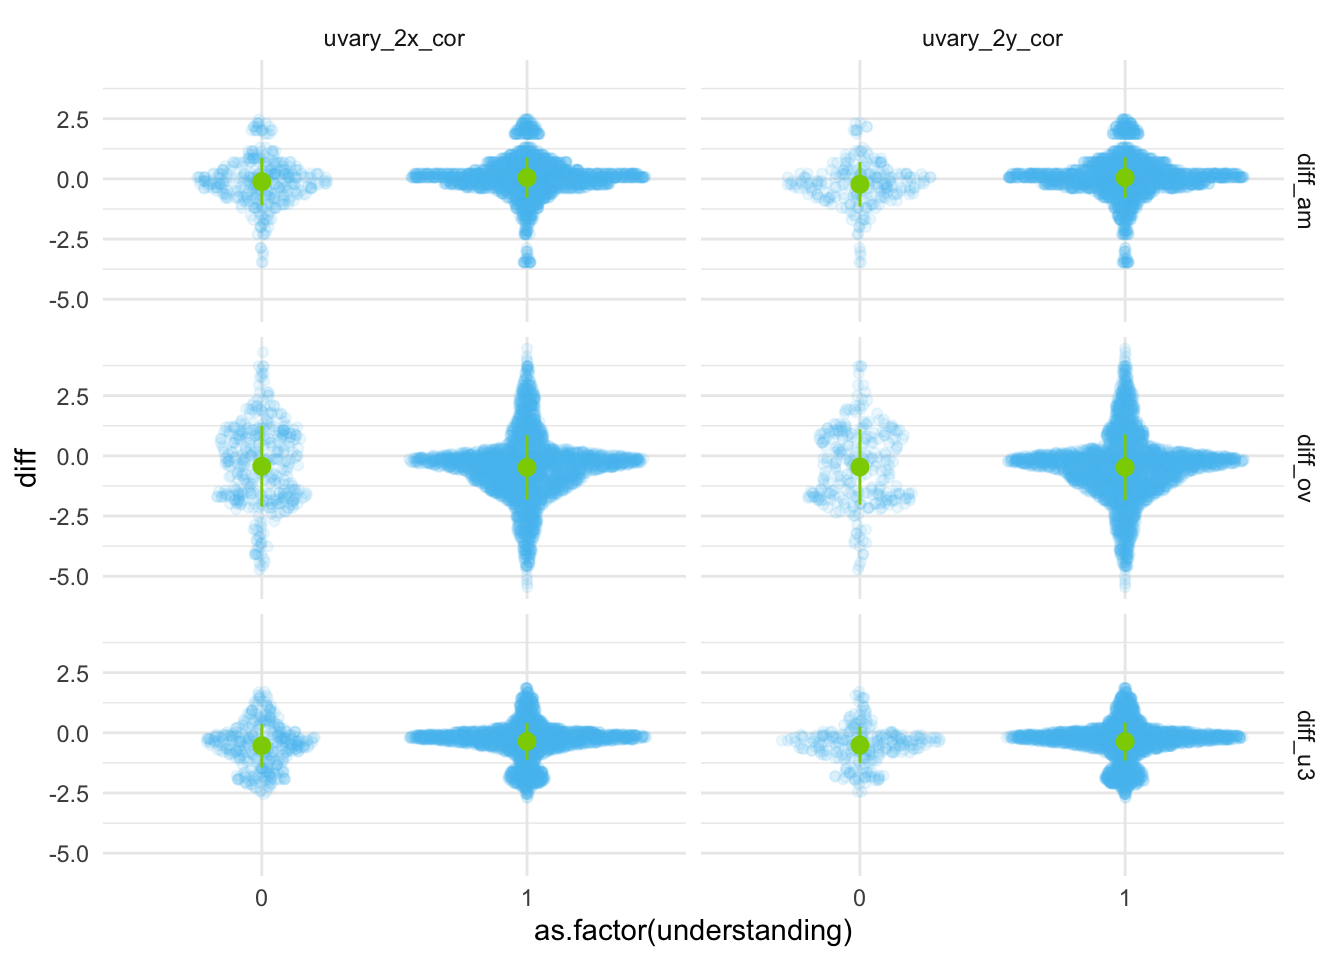 uvary_2x_cor
uvary_2y_cor
2.5
0.0
-2.5
-5.0
diff_am
2.5
0.0
-2.5
-5.0
diff_ov
diff
2.5
0.0
-2.5
-5.0
diff_u3
0
1
0
1
as.factor(understanding)